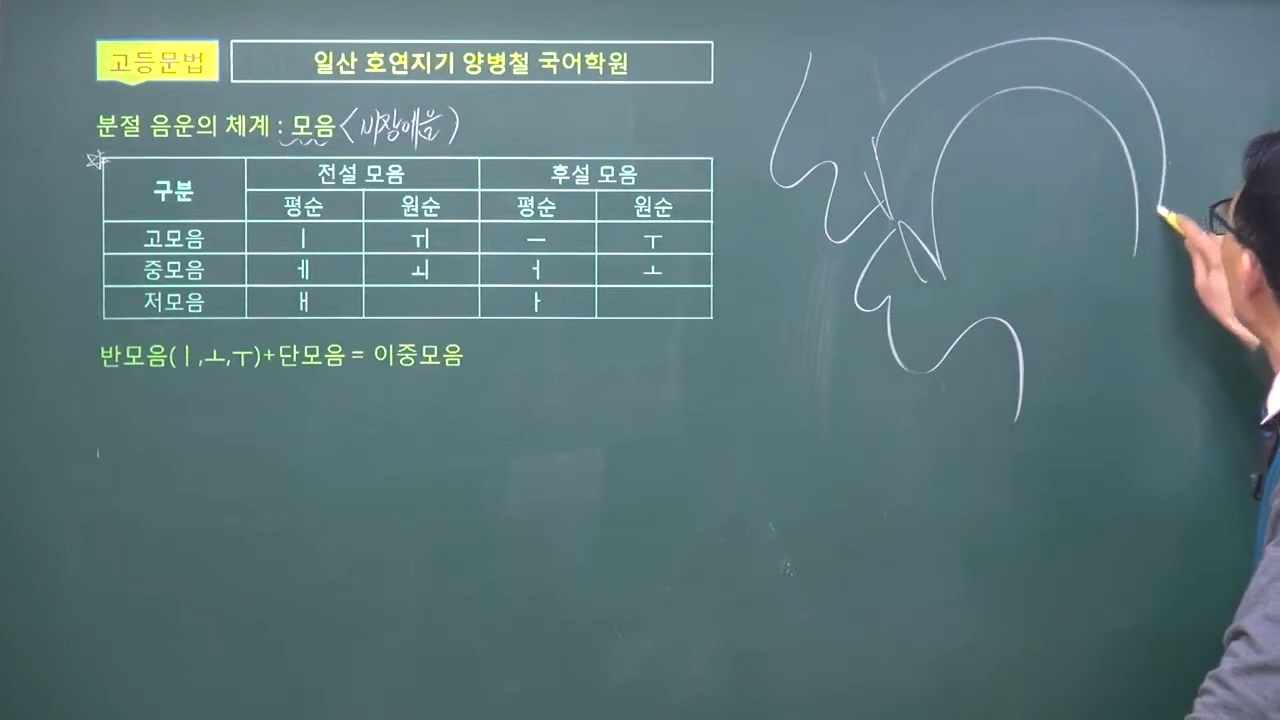 고등문법
일산 호연지기 양병철 국어학원
분절 음운의 체계 : 모음 <비장애음>
구분 전설 모음 후설 모음
평순 원순 평순 원순
고모음 ㅣ ㅟ ㅡ ㅜ
중모음 ㅔ ㅚ ㅓ ㅗ
저모음 ㅐ ㅏ
반모음(ㅣ,ㅗ,ㅜ)+단모음 = 이중모음